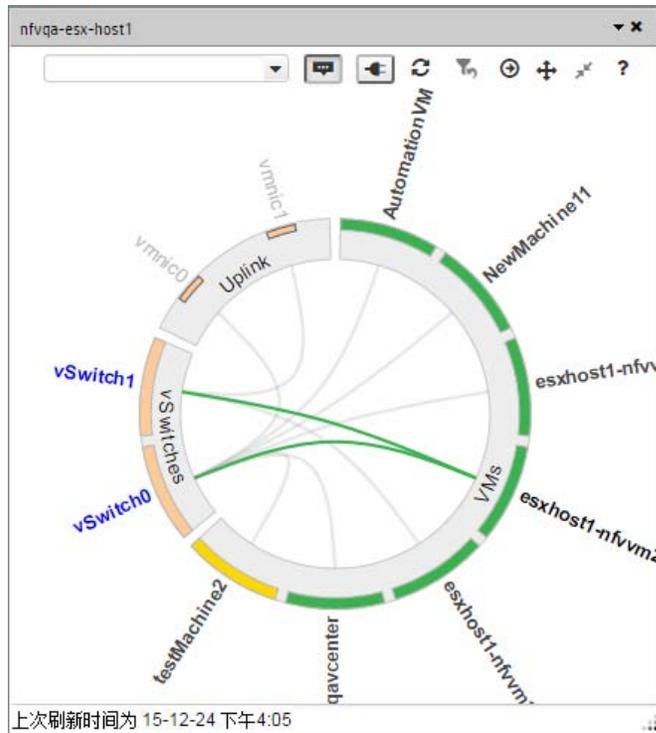 nfvqa-esx-host1
?
AutomationVM
vmnic1
NewMachine11
vmnic0
Uplink
vSwitch1
esxhost1-nfvv
vSwitches
VMs
vSwitch0
esxhost1-nfvvm2
testMachine2
qavcenter
esxhost1-nfvvm
上次刷新时间为 15-12-24 下午4:05